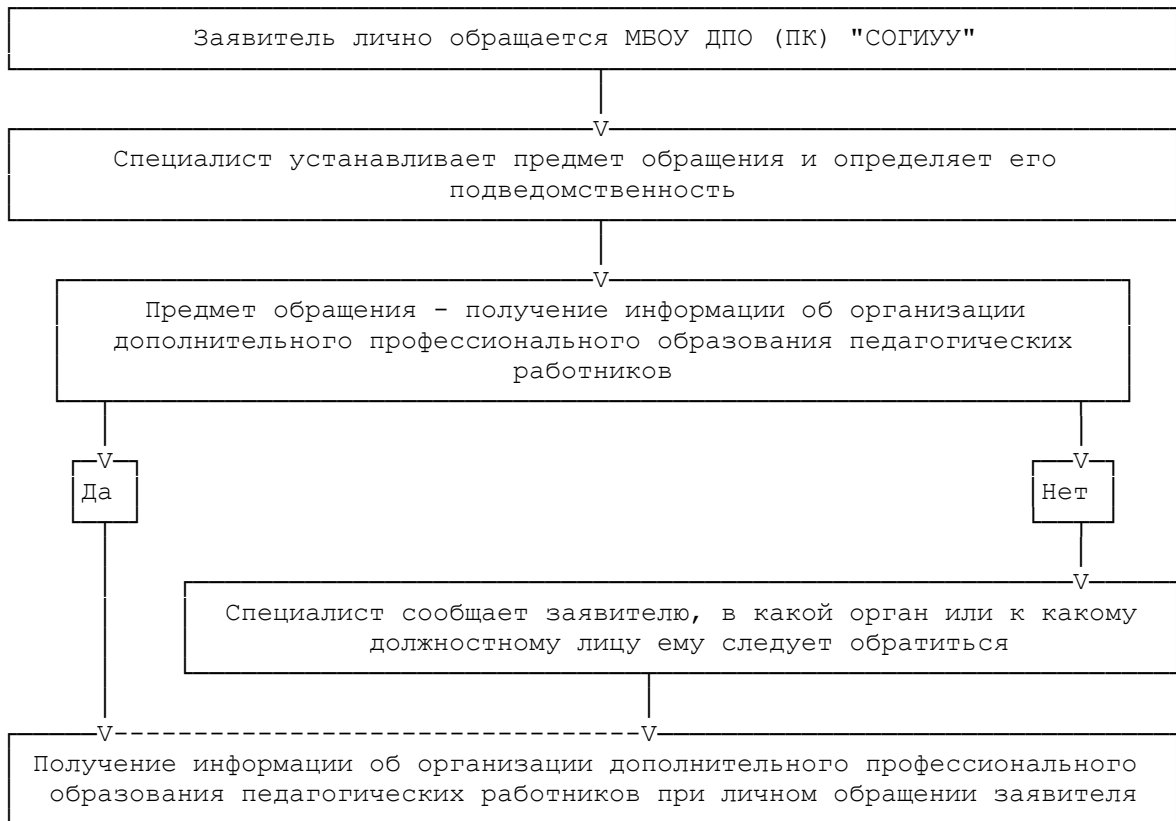 Заявитель лично обращается МБОУ ДПО (ПК) "СОГИУУ"
V
Специалист устанавливает предмет обращения и определяет его
подведомственность
V
Предмет обращения - получение информации об организации
дополнительного профессионального образования педагогических
работников
V V
Да Нет
V
Специалист сообщает заявителю, в какой орган или к какому
должностному лицу ему следует обратиться
V---------------------------------V
Получение информации об организации дополнительного профессионального
образования педагогических работников при личном обращении заявителя